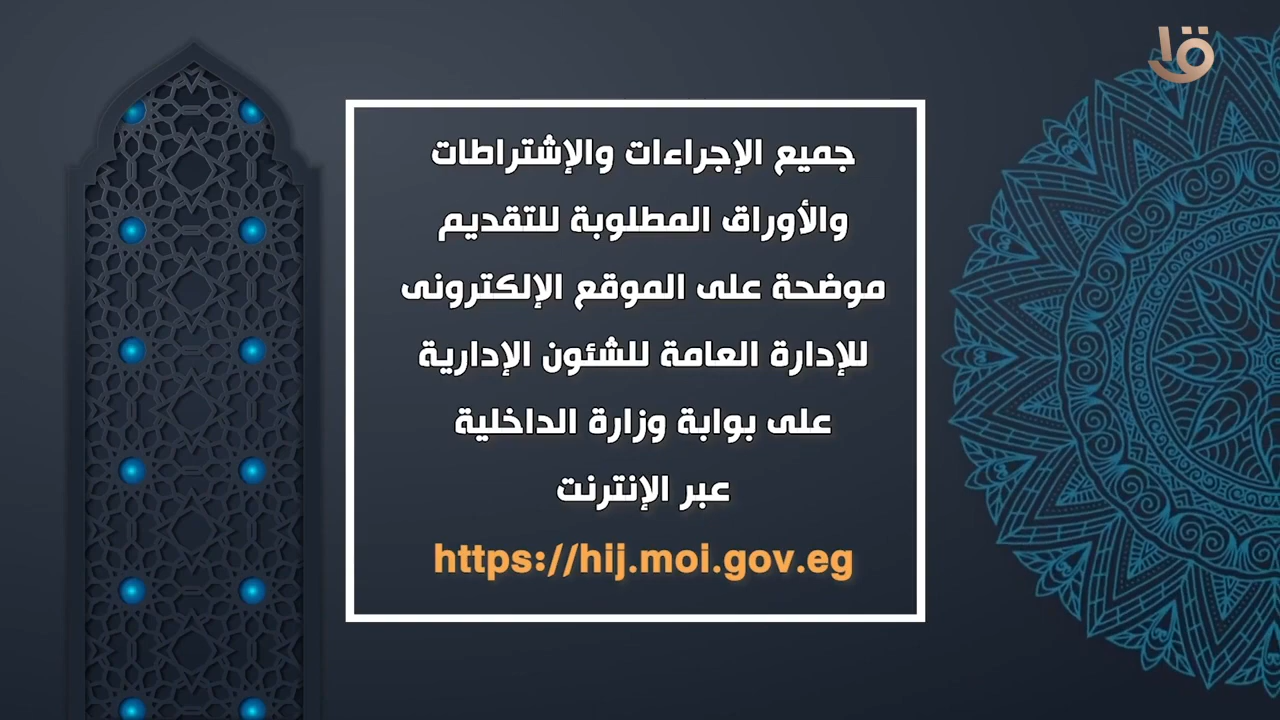 جميع الإجراءات والإشتراطات
والأوراق المطلوبة للتقديم
موضحة على الموقع الإلكترونى
للإدارة العامة للشئون الإدارية
على بوابة وزارة الداخلية
عبر الإنترنت
https://hij.moi.gov.eg